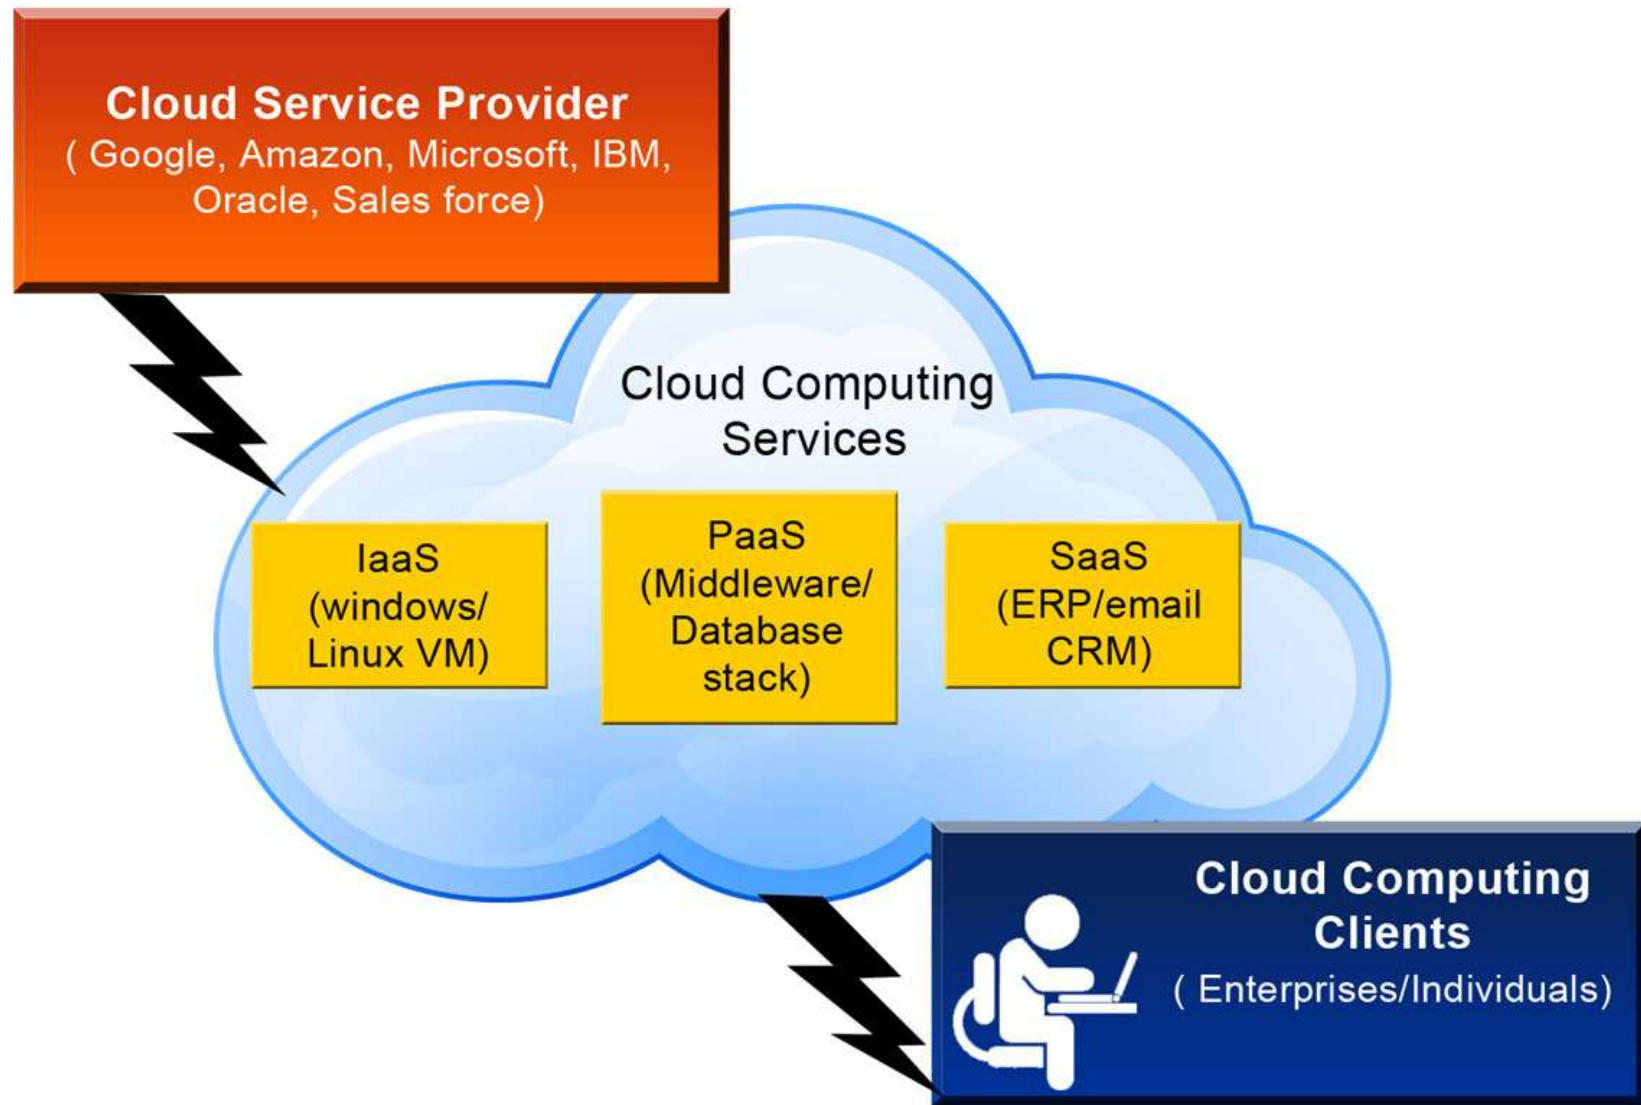 Cloud Service Provider
( Google, Amazon, Microsoft, IBM,
Oracle, Sales force)
Cloud Computing
Services
IaaS
(windows/
Linux VM)
PaaS
(Middleware/
Database
stack)
SaaS
(ERP/email
CRM)
Cloud Computing
Clients
( Enterprises/Individuals)